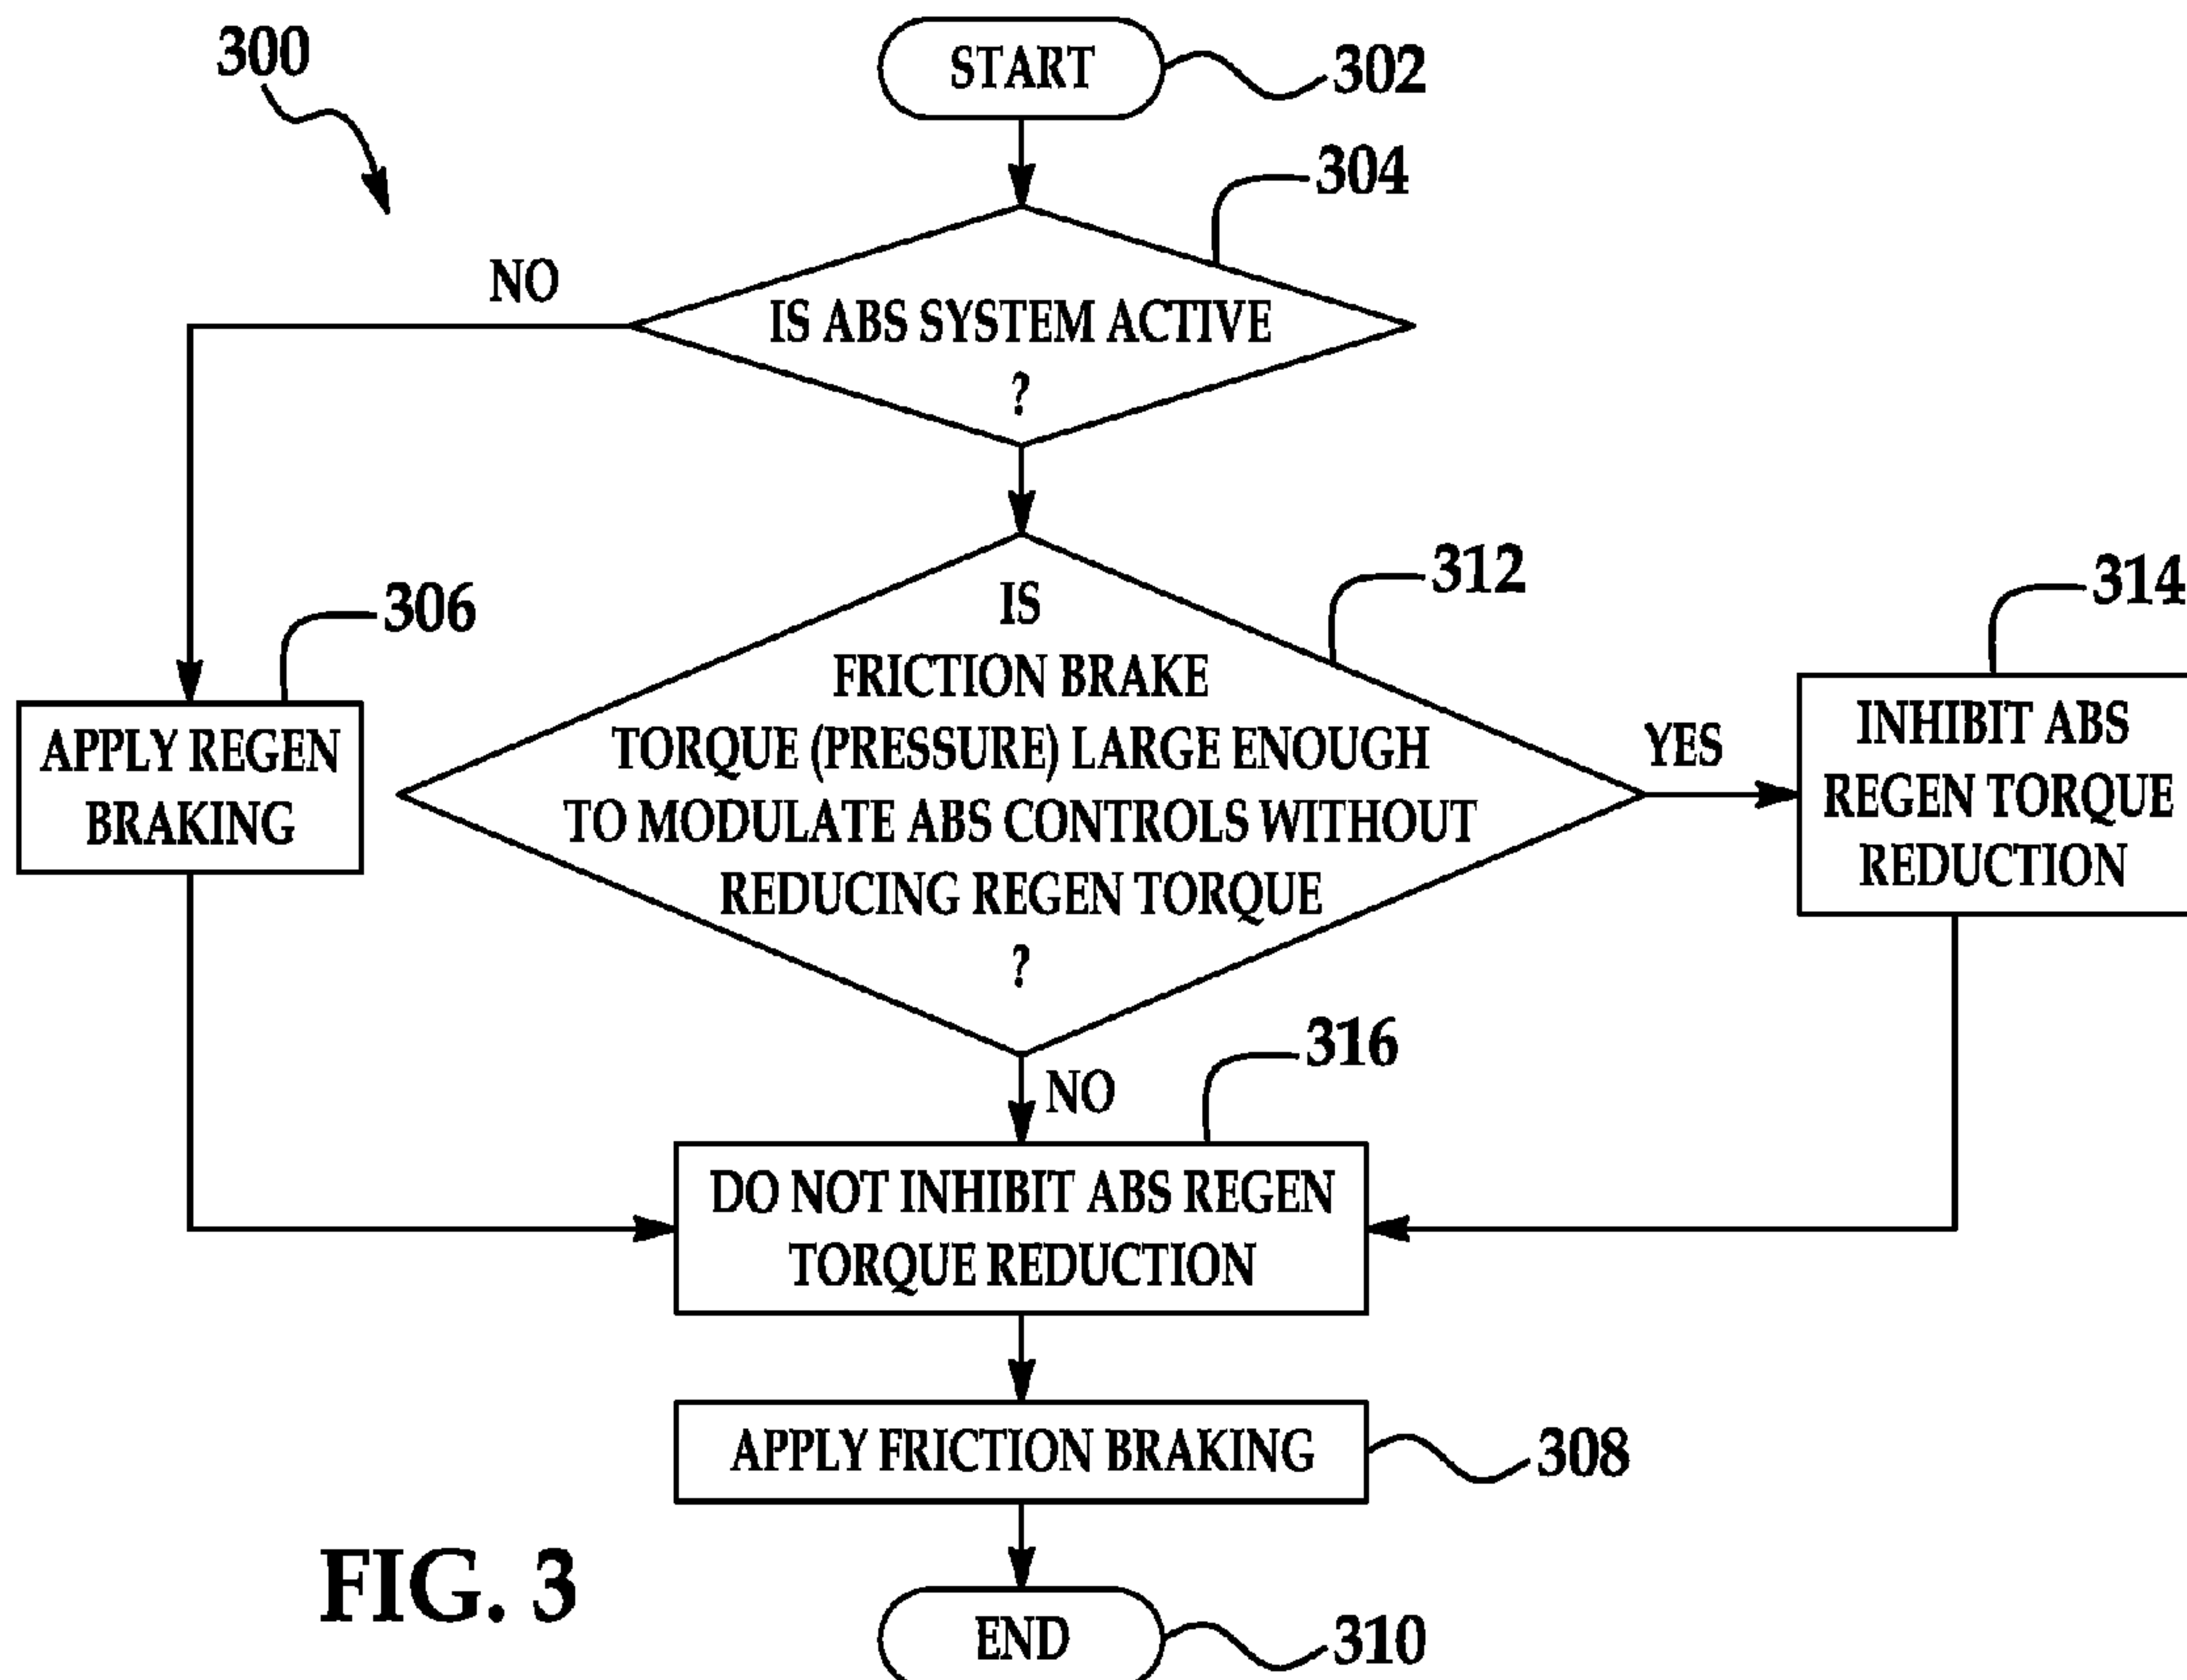 300
START
302
304
NO
IS ABS SYSTEM ACTIVE
?
306
APPLY REGEN
BRAKING
312
IS
FRICTION BRAKE
TORQUE (PRESSURE) LARGE ENOUGH
TO MODULATE ABS CONTROLS WITHOUT
REDUCING REGEN TORQUE
?
YES
314
INHIBIT ABS
REGEN TORQUE
REDUCTION
NO
316
DO NOT INHIBIT ABS REGEN
TORQUE REDUCTION
APPLY FRICTION BRAKING
308
FIG. 3
END
310